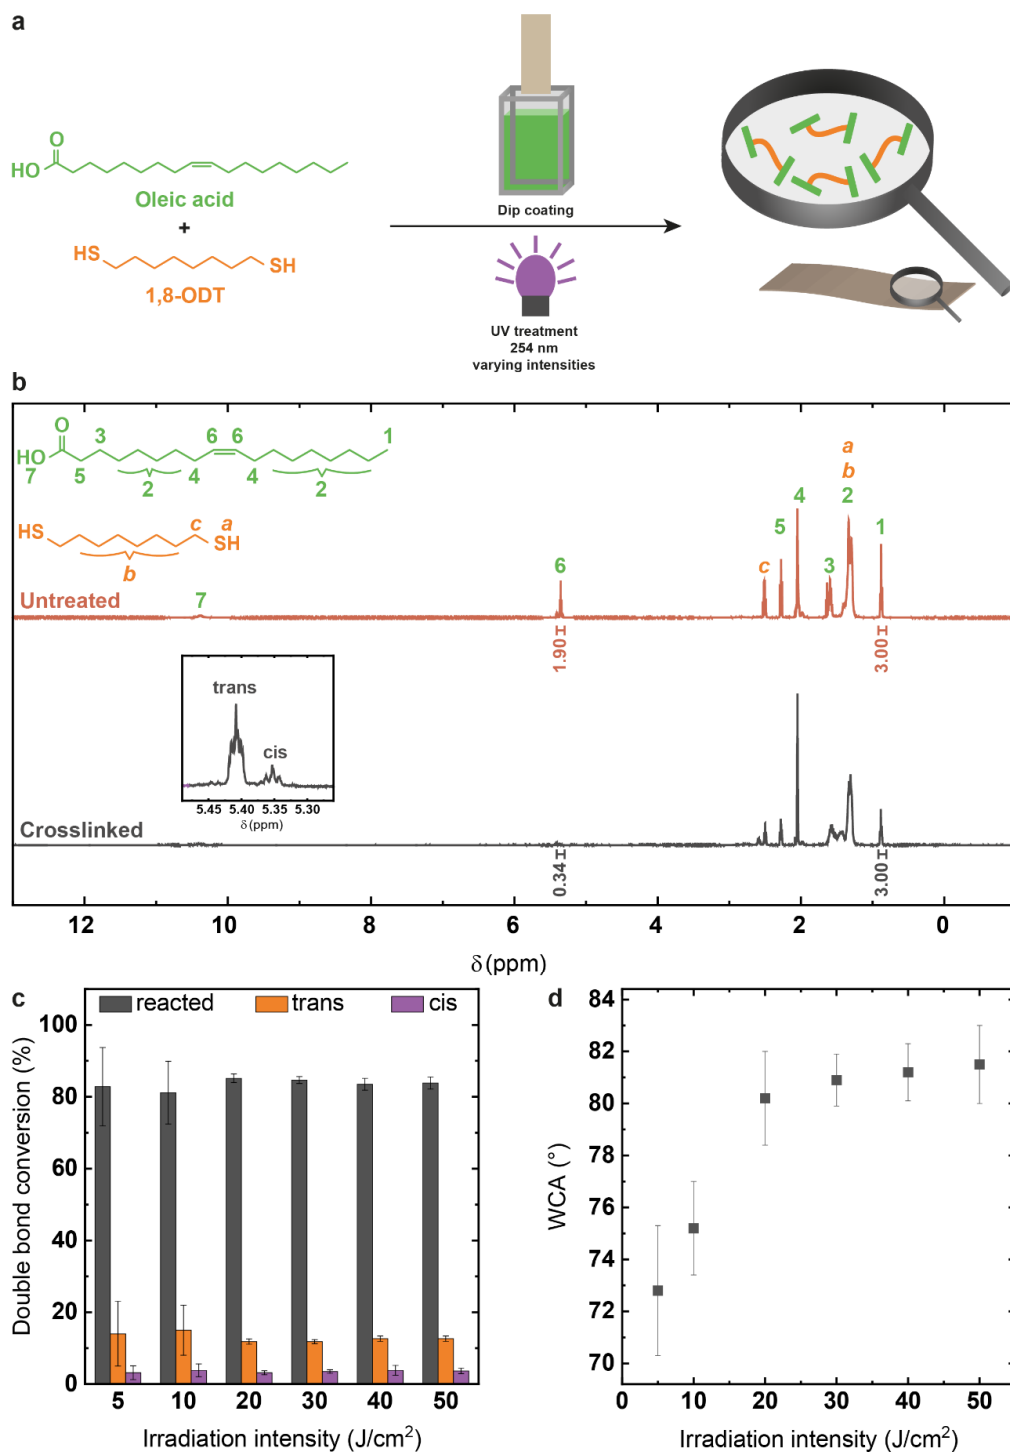 a
O
HO
Oleic acid
+
HS
SH
1,8-ODT
Dip coating
UV treatment
254 nm
varying intensities
b
O
3
6 6
1
HO
7
5
2
4
4
2
HS
c
a
SH
b
a
b
2
4
5
1
3
c
6
7
Untreated
1.90
3.00
trans
cis
5.45 5.40 5.35 5.30
δ (ppm)
Crosslinked
0.34
3.00
12 10 8 6 4 2 0
δ (ppm)
c
reacted trans cis
100
80
60
40
20
0
Double bond conversion (%)
5 10 20 30 40 50
Irradiation intensity (J/cm²)
d
84
82
80
78
76
74
72
70
WCA (°)
0 10 20 30 40 50
Irradiation intensity (J/cm²)